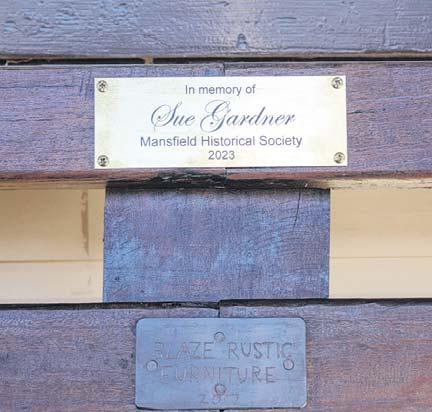 In memory of
Sue Gardner
Mansfield Historical Society
2023
BLAZE RUSTIC
FURNITURE